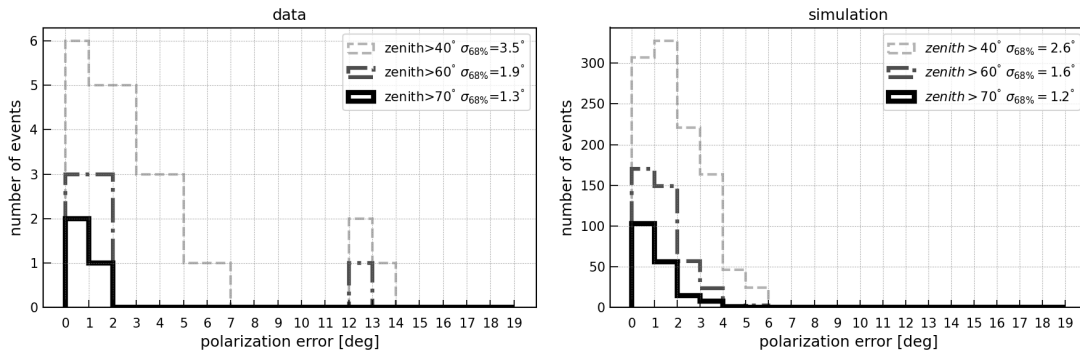 data
number of events
6
5
4
3
2
1
0
zenith>40° σ68%=3.5°
zenith>60° σ68%=1.9°
zenith>70° σ68%=1.3°
0 1 2 3 4 5 6 7 8 9 10 11 12 13 14 15 16 17 18 19
polarization error [deg]
simulation
number of events
300
250
200
150
100
50
0
zenith > 40° σ68% = 2.6°
zenith > 60° σ68% = 1.6°
zenith > 70° σ68% = 1.2°
0 1 2 3 4 5 6 7 8 9 10 11 12 13 14 15 16 17 18 19
polarization error [deg]